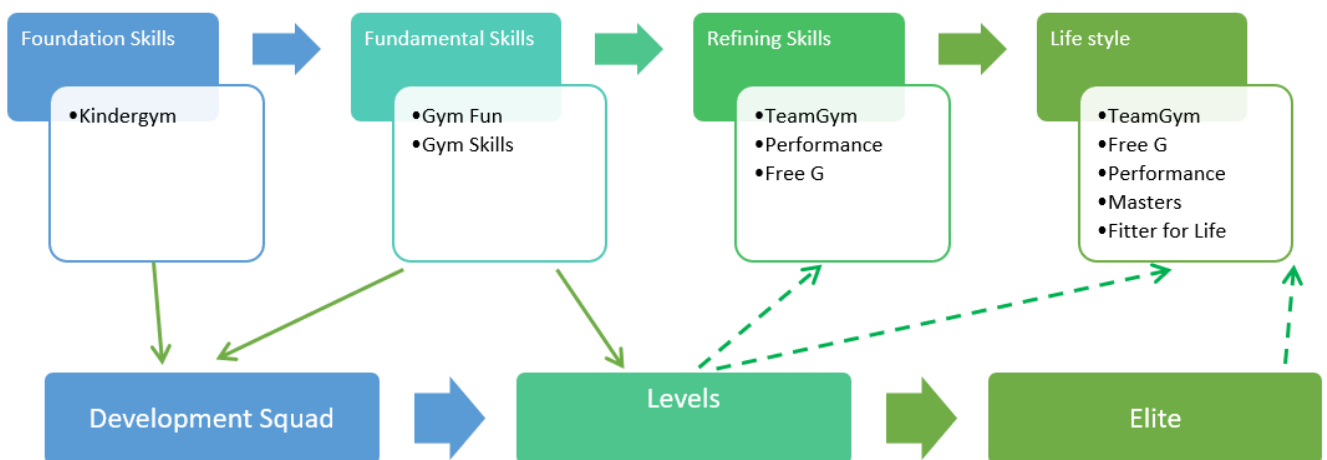 Foundation Skills
•Kindergym
Fundamental Skills
•Gym Fun
•Gym Skills
Refining Skills
•TeamGym
•Performance
•Free G
Life style
•TeamGym
•Free G
•Performance
•Masters
•Fitter for Life
Development Squad
Levels
Elite